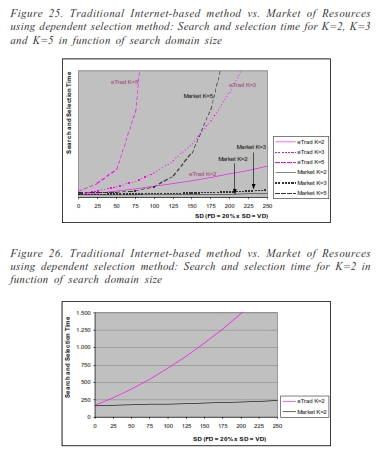 Figure 25. Traditional Internet-based method vs. Market of Resources
using dependent selection method: Search and selection time for K=2, K=3
and K=5 in function of search domain size
Search and Selection Time
eTrad K=5
eTrad K=3
Market K=5
Market K=3
Market K=2
eTrad K=2
eTrad K=2
eTrad K=3
eTrad K=5
Market K=2
Market K=3
Market K=5
0 25 50 75 100 125 150 175 200 225 250
SD (FD = 20% x SD = VD)
Figure 26. Traditional Internet-based method vs. Market of Resources
using dependent selection method: Search and selection time for K=2 in
function of search domain size
Search and Selection Time
1.500
1.250
1.000
750
500
250
0
eTrad K=2
Market K=2
0 25 50 75 100 125 150 175 200 225 250
SD (FD = 20% x SD = VD)